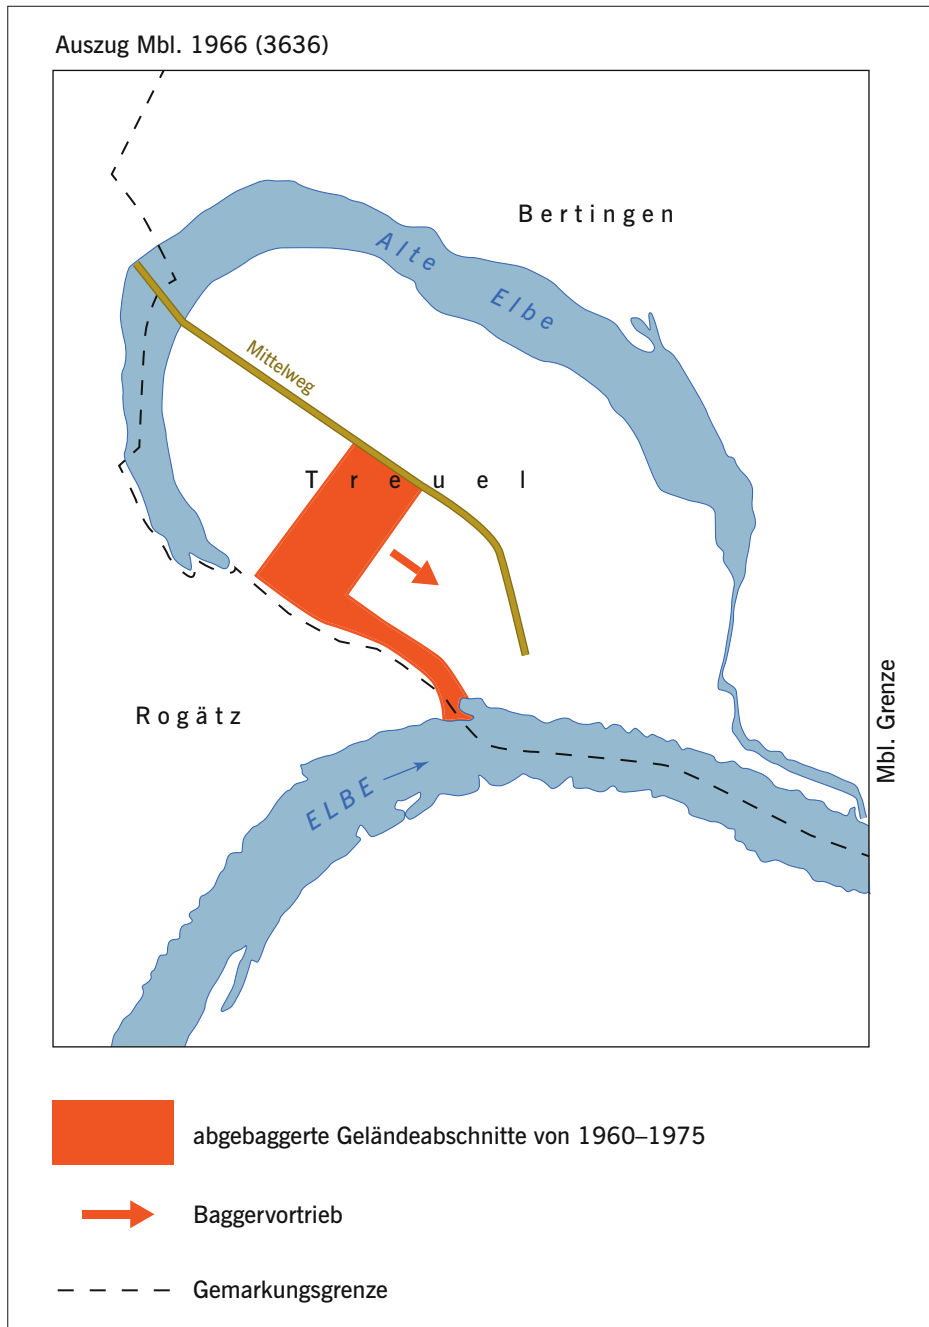 Auszug Mbl. 1966 (3636)
Bertingen
Alte
Elbe
Mittelweg
Treuel
Rogätz
ELBE
Mbl. Grenze
abgebaggerte Geländeabschnitte von 1960–1975
Baggervortrieb
Gemarkungsgrenze